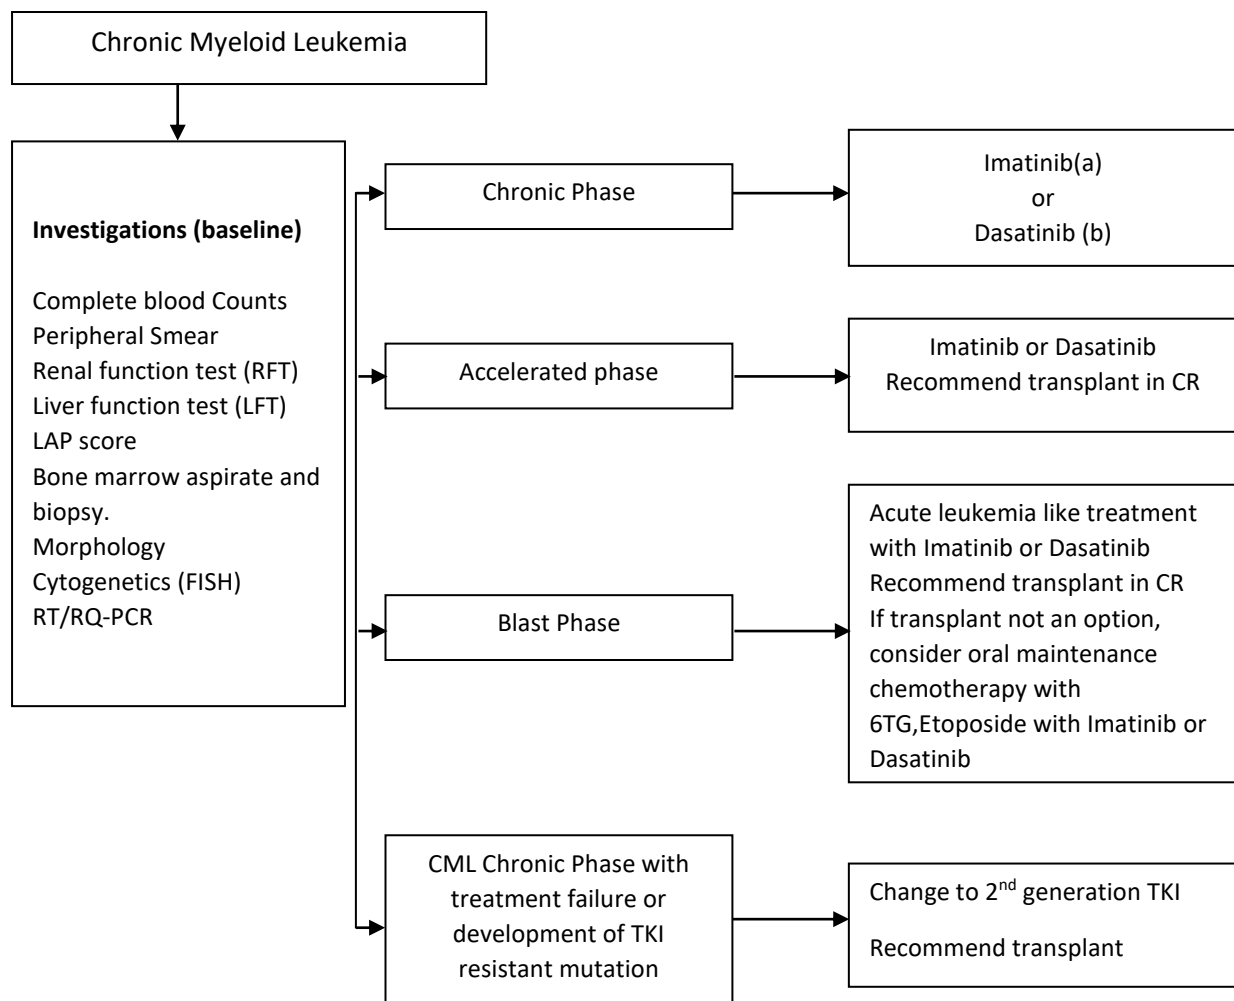 Chronic Myeloid Leukemia
Investigations (baseline)
Complete blood Counts
Peripheral Smear
Renal function test (RFT)
Liver function test (LFT)
LAP score
Bone marrow aspirate and
biopsy.
Morphology
Cytogenetics (FISH)
RT/RQ-PCR
Chronic Phase
Imatinib(a)
or
Dasatinib (b)
Accelerated phase
Imatinib or Dasatinib
Recommend transplant in CR
Blast Phase
Acute leukemia like treatment
with Imatinib or Dasatinib
Recommend transplant in CR
If transplant not an option,
consider oral maintenance
chemotherapy with
6TG,Etoposide with Imatinib or
Dasatinib
CML Chronic Phase with
treatment failure or
development of TKI
resistant mutation
Change to 2nd generation TKI
Recommend transplant